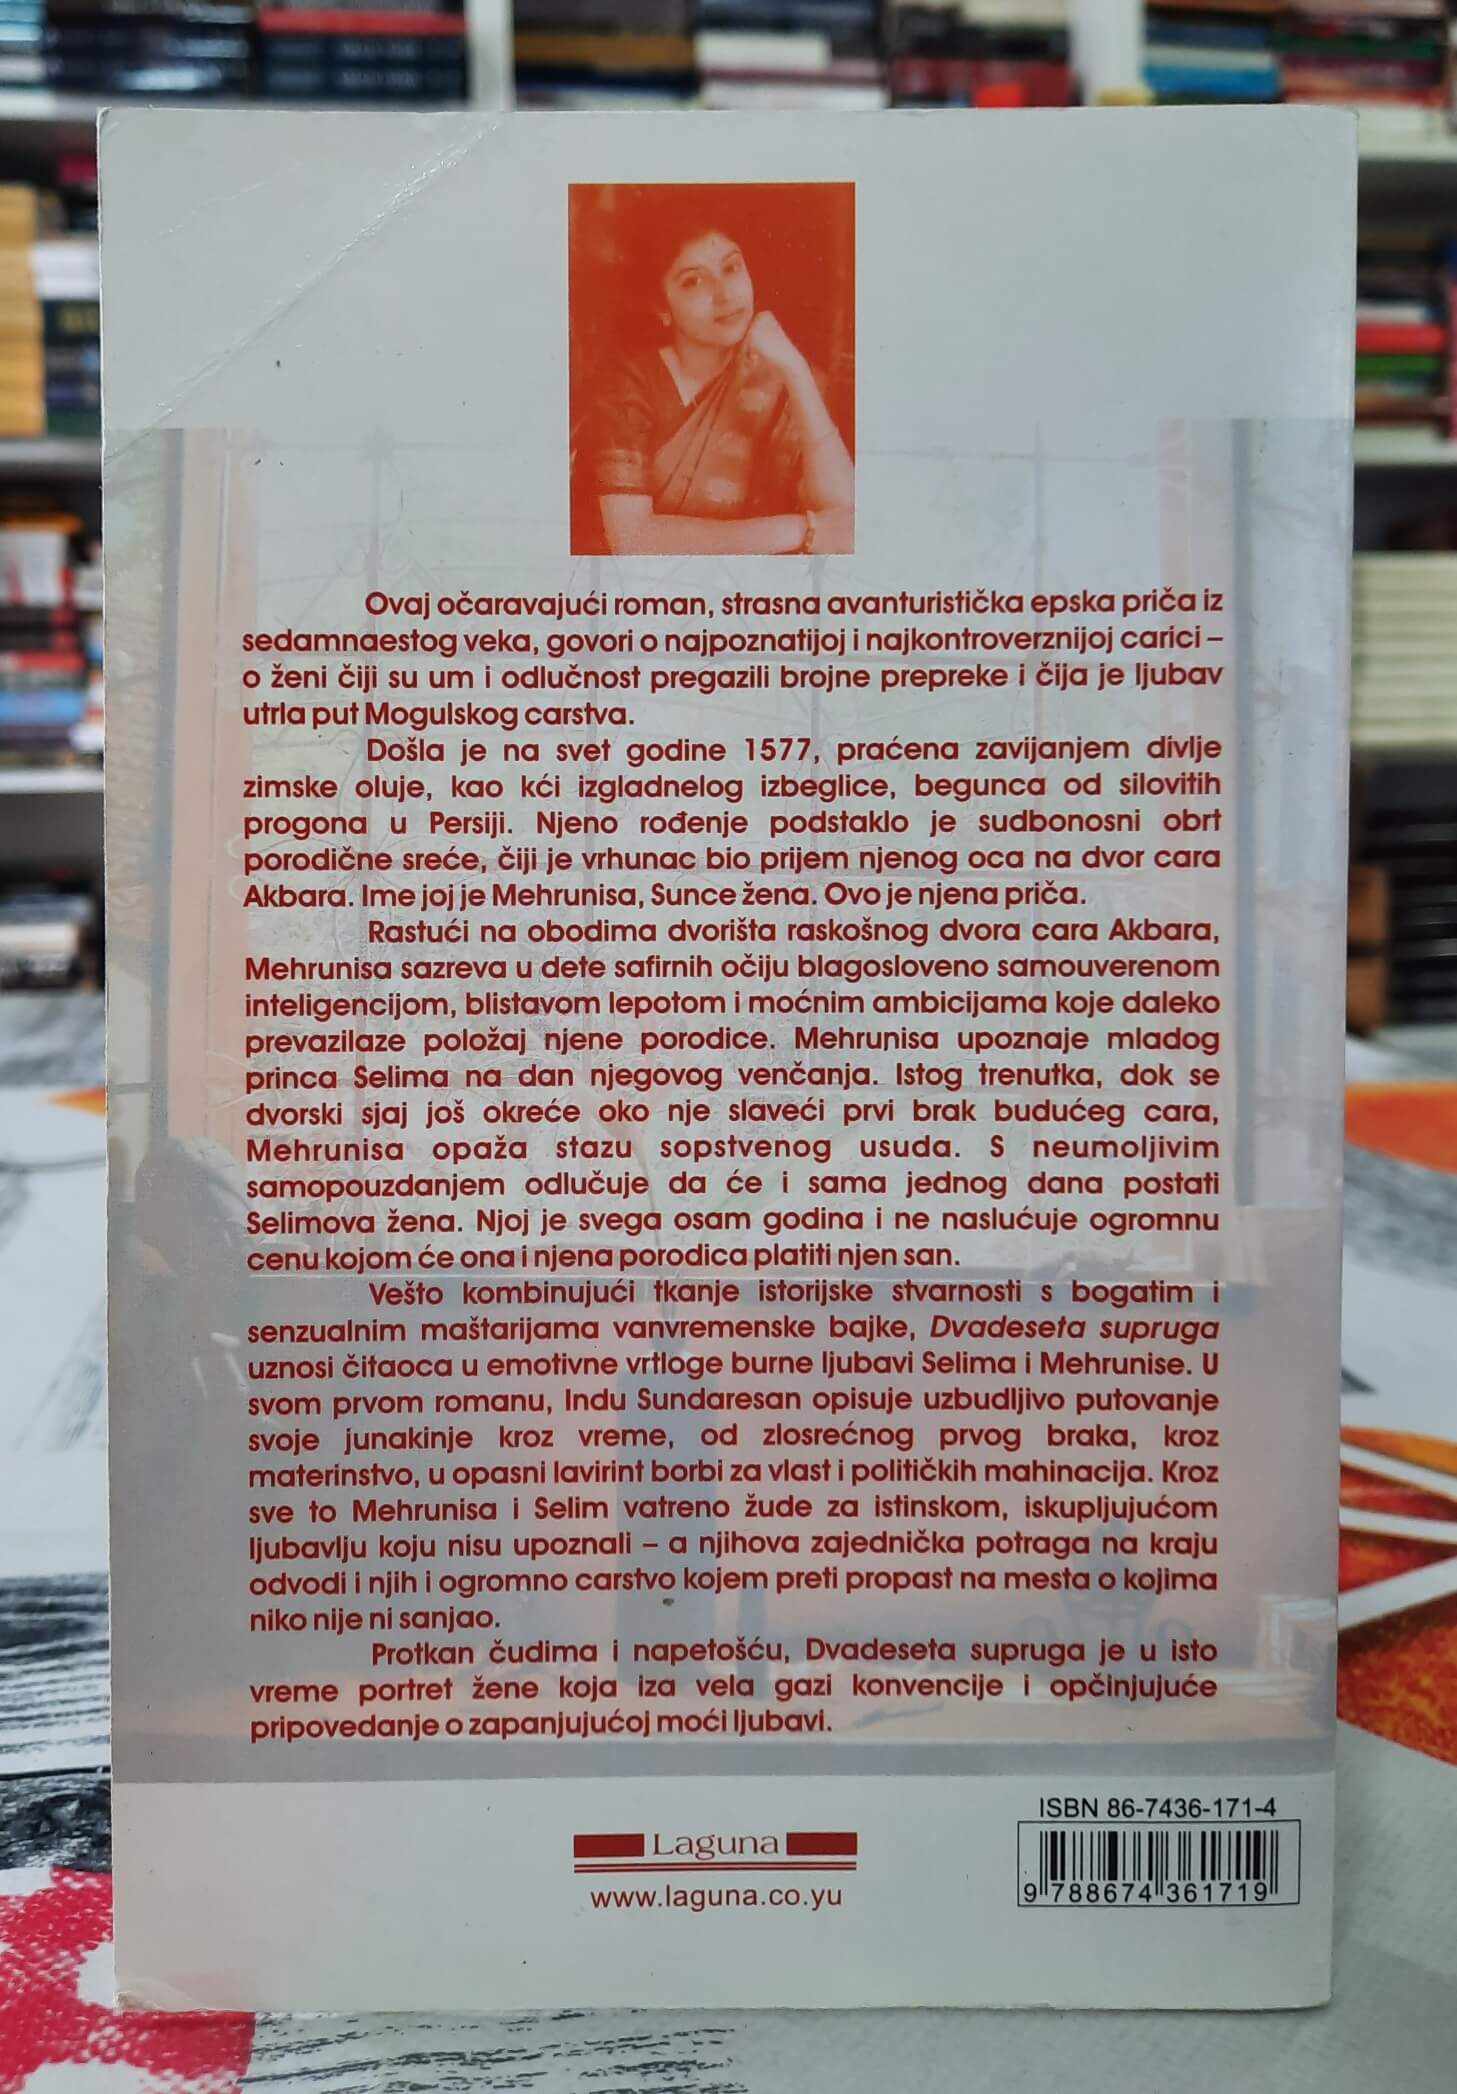 Ovaj očaravajući roman, strasna avanturistička epska priča iz
sedamnaestog veka, govori o najpoznatijoj i najkontroverznijoj carici –
o ženi čiji su um i odlučnost pregazili brojne prepreke i čija je ljubav
utrla put Mogulskog carstva.
Došla je na svet godine 1577, praćena zavijanjem divlje
zimske oluje, kao kći izgladnelog izbeglice, begunca od silovitih
progona u Persiji. Njeno rođenje podstaklo je sudbonosni obrt
porodične sreće, čiji je vrhunac bio prijem njenog oca na dvor cara
Akbara. Ime joj je Mehrunisa, Sunce žena. Ovo je njena priča.
Rastući na obodima dvorišta raskošnog dvora cara Akbara,
Mehrunisa sazreva u dete safirnih očiju blagosloveno samouverenom
inteligencijom, blistavom lepotom i moćnim ambicijama koje daleko
prevazilaze položaj njene porodice. Mehrunisa upoznaje mladog
princa Selima na dan njegovog venčanja. Istog trenutka, dok se
dvorski sjaj još okreće oko nje slaveći prvi brak budućeg cara,
Mehrunisa opaža stazu sopstvenog usuda. S neumoljivim
samopouzdanjem odlučuje da će i sama jednog dana postati
Selimova žena. Njoj je svega osam godina i ne naslućuje ogromnu
cenu kojom će ona i njena porodica platiti njen san.
Vešto kombinujući tkanje istorijske stvarnosti s bogatim i
senzualnim maštarijama vanvremenske bajke, Dvadeseta supruga
uznosi čitaoca u emotivne vrtloge burne ljubavi Selima i Mehrunise. U
svom prvom romanu, Indu Sundaresan opisuje uzbudljivo putovanje
svoje junakinje kroz vreme, od zlosrećnog prvog braka, kroz
materinstvo, u opasni lavirint borbi za vlast i političkih mahinacija. Kroz
sve to Mehrunisa i Selim vatreno žude za istinskom, iskupljujućom
ljubavlju koju nisu upoznali – a njihova zajednička potraga na kraju
odvodi i njih i ogromno carstvo kojem preti propast na mesta o kojima
niko nije ni sanjao.
Protkan čudima i napetošću, Dvadeseta supruga je u isto
vreme portret žene koja iza vela gazi konvencije i opčinjujuće
pripovedanje o zapanjujućoj moći ljubavi.
ISBN 86-7436-171-4
Laguna
www.laguna.co.yu
9 788674 361719